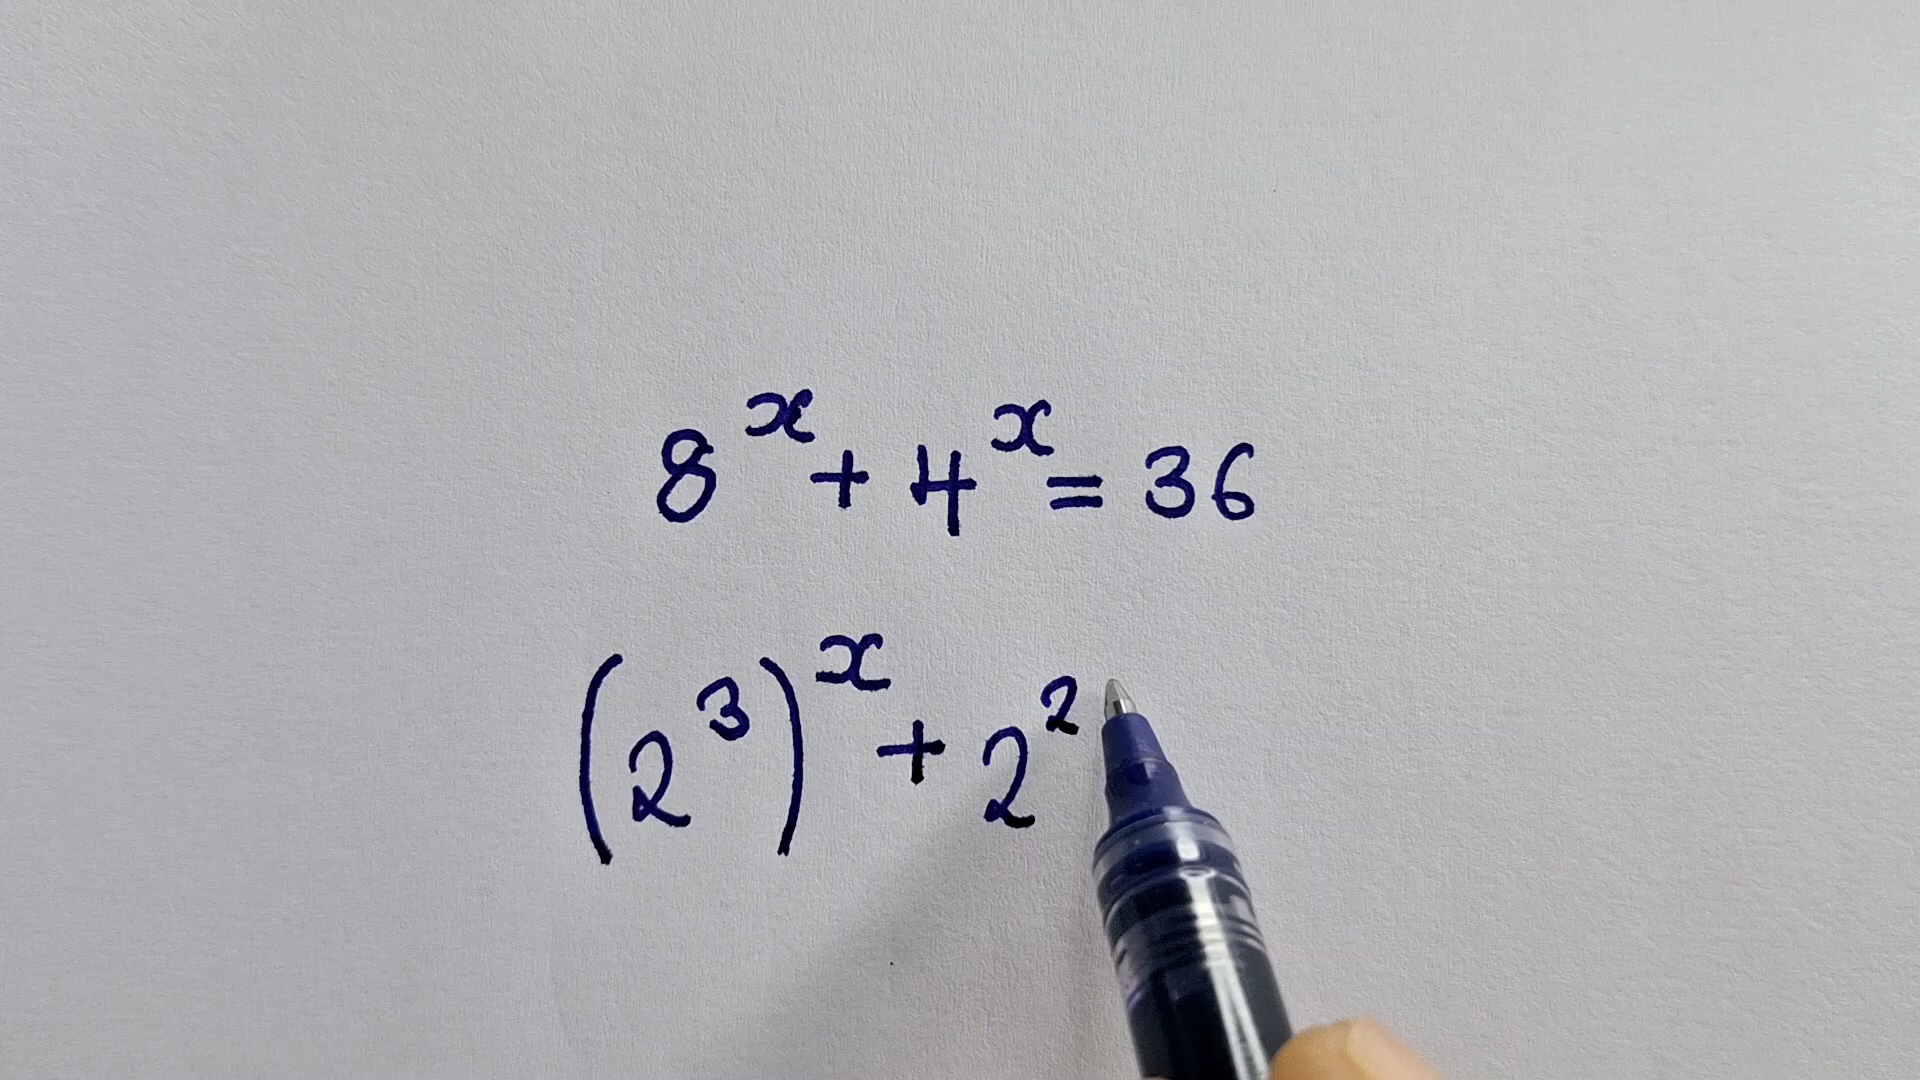 8^x + 4^x = 36
(2^3)^x + 2^2